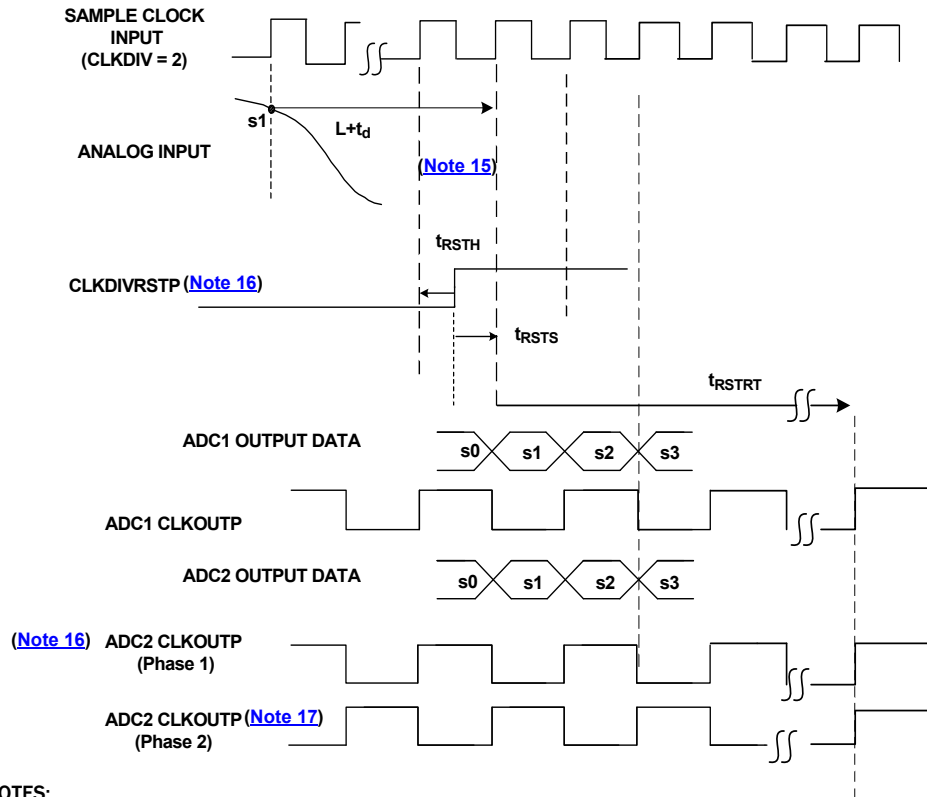 SAMPLE CLOCK
INPUT
(CLKDIV = 2)
s1
L+td
ANALOG INPUT
(Note 15)
tRSTH
CLKDIVRSTP (Note 16)
tRSTS
tRSTRT
ADC1 OUTPUT DATA
s0 s1 s2 s3
ADC1 CLKOUTP
ADC2 OUTPUT DATA
s0 s1 s2 s3
(Note 16) ADC2 CLKOUTP
(Phase 1)
ADC2 CLKOUTP (Note 17)
(Phase 2)
OTES: